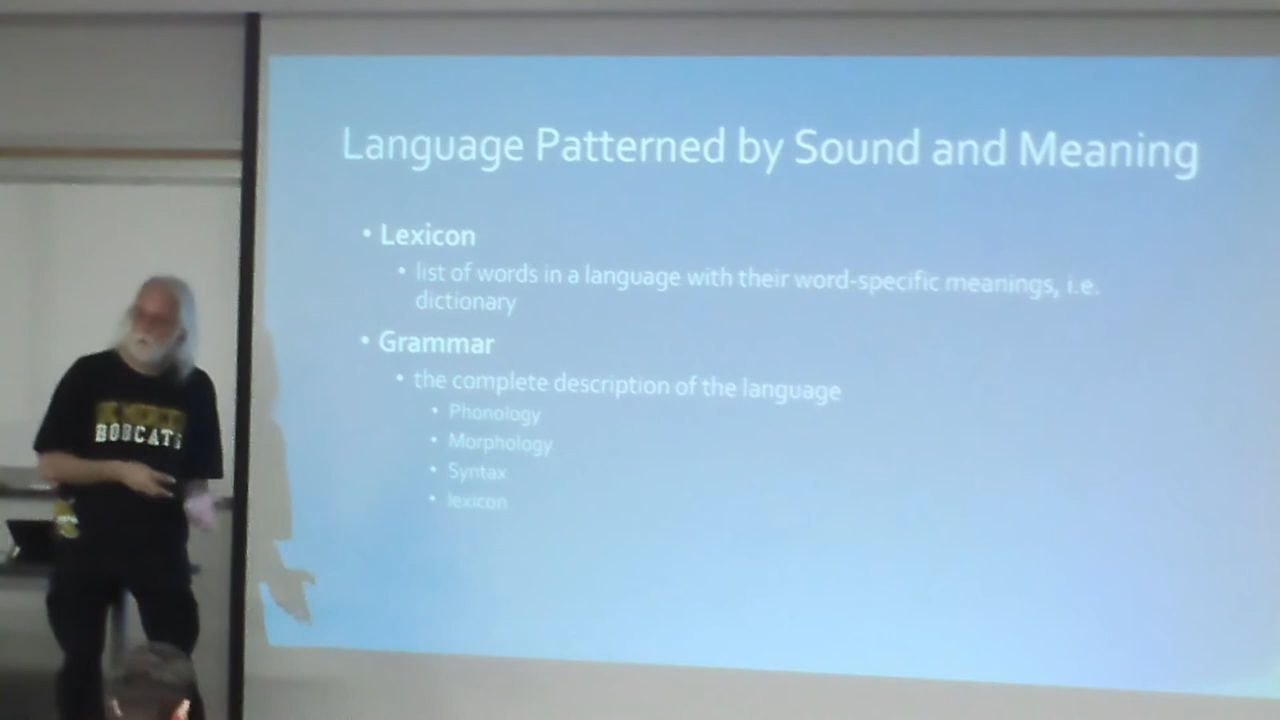 Language Patterned by Sound and Meaning
• Lexicon
• list of words in a language with their word-specific meanings, i.e.
dictionary
• Grammar
• the complete description of the language
• Phonology
• Morphology
• Syntax
• lexicon
BOBCATS